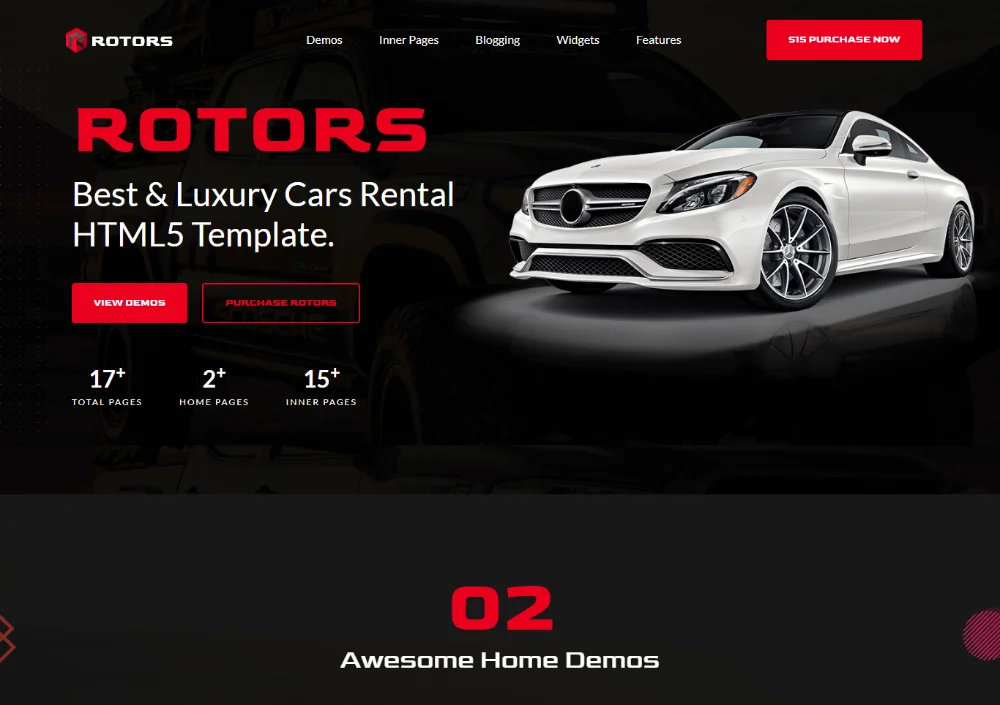 ROTORS
Demos
Inner Pages
Blogging
Widgets
Features
$15 PURCHASE NOW
ROTORS
Best & Luxury Cars Rental
HTML5 Template.
VIEW DEMOS
PURCHASE ROTORS
17+
2+
15+
TOTAL PAGES
HOME PAGES
INNER PAGES
02
Awesome Home Demos